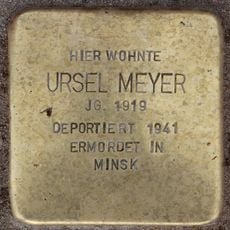 HIER WOHNTE
URSEL MEYER
JG. 1919
DEPORTIERT 1941
ERMORDET IN
MINSK